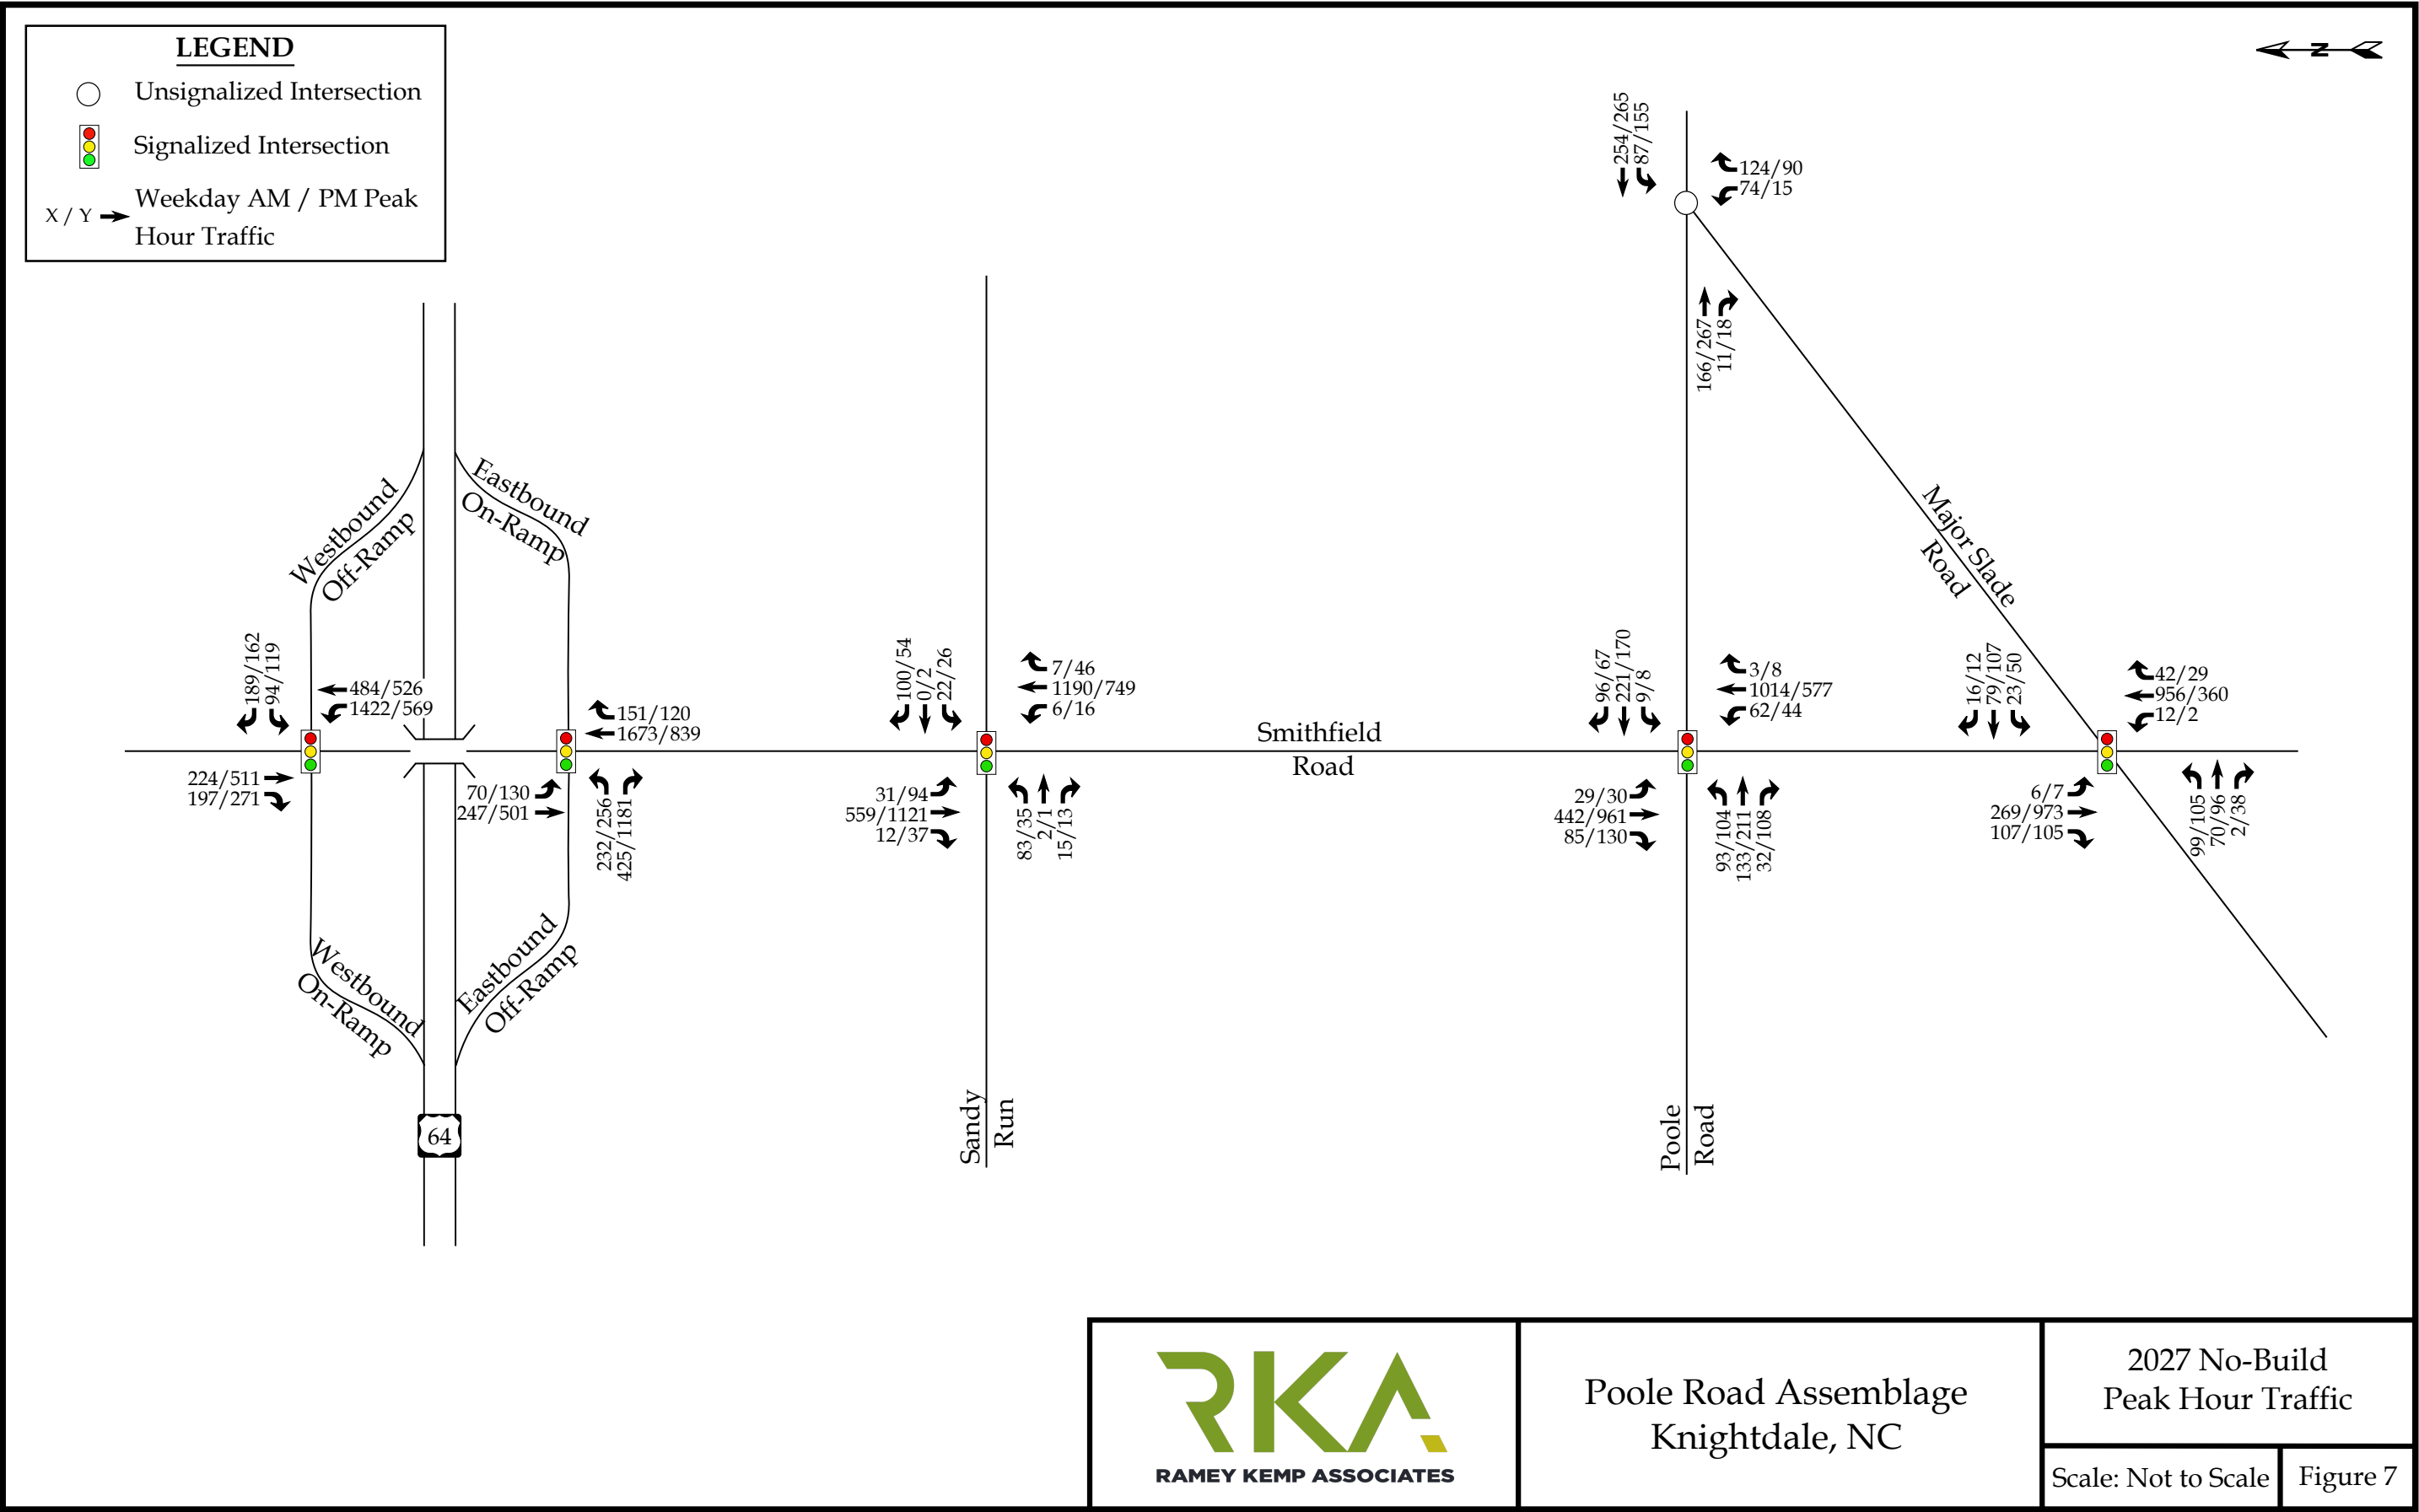 LEGEND
Unsignalized Intersection
Signalized Intersection
X / Y
Weekday AM / PM Peak
Hour Traffic
N
254/265
87/155
124/90
74/15
166/267
11/18
Westbound
Off-Ramp
Eastbound
On-Ramp
Major Slade
Road
189/162
94/119
484/526
1422/569
224/511
197/271
151/120
1673/839
70/130
247/501
232/256
425/1181
100/54
0/2
22/26
7/46
1190/749
6/16
31/94
559/1121
12/37
83/35
2/1
15/13
Smithfield
Road
96/67
221/170
9/8
3/8
1014/577
62/44
29/30
442/961
85/130
93/104
133/211
32/108
16/12
79/107
23/50
42/29
956/360
12/2
6/7
269/973
107/105
99/105
70/96
2/38
Westbound
On-Ramp
Eastbound
Off-Ramp
64
Sandy
Run
Poole
Road
RKA
RAMEY KEMP ASSOCIATES
Poole Road Assemblage
Knightdale, NC
2027 No-Build
Peak Hour Traffic
Scale: Not to Scale
Figure 7